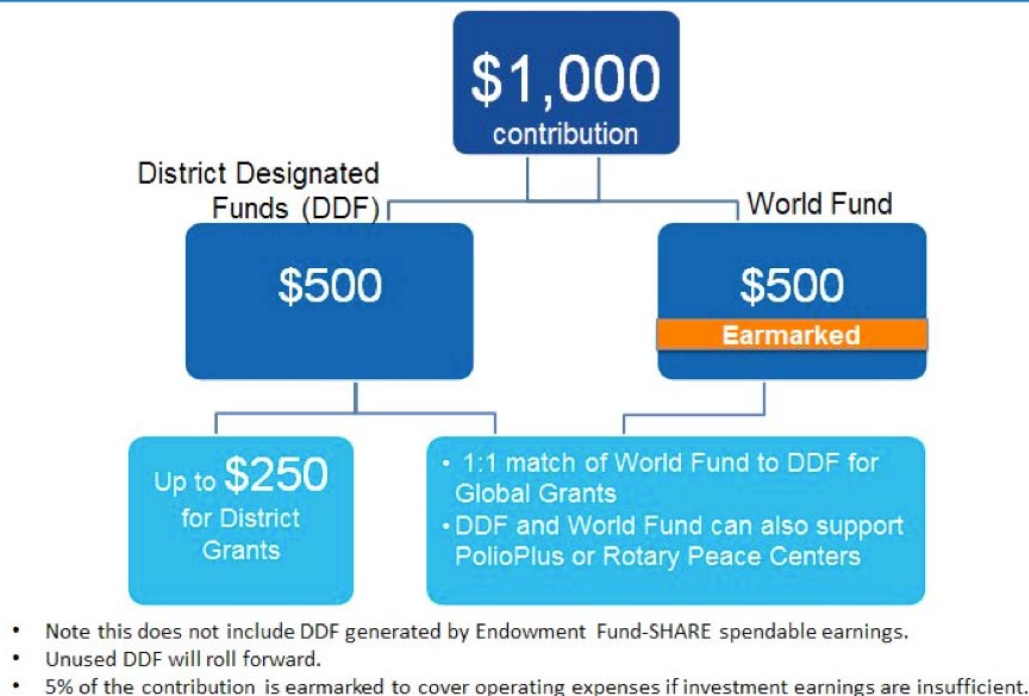 $1,000
contribution
District Designated
Funds (DDF)
World Fund
$500
$500
Earmarked
Up to $250
for District
Grants
• 1:1 match of World Fund to DDF for
Global Grants
• DDF and World Fund can also support
PolioPlus or Rotary Peace Centers
• Note this does not include DDF generated by Endowment Fund-SHARE spendable earnings.
• Unused DDF will roll forward.
• 5% of the contribution is earmarked to cover operating expenses if investment earnings are insufficient.